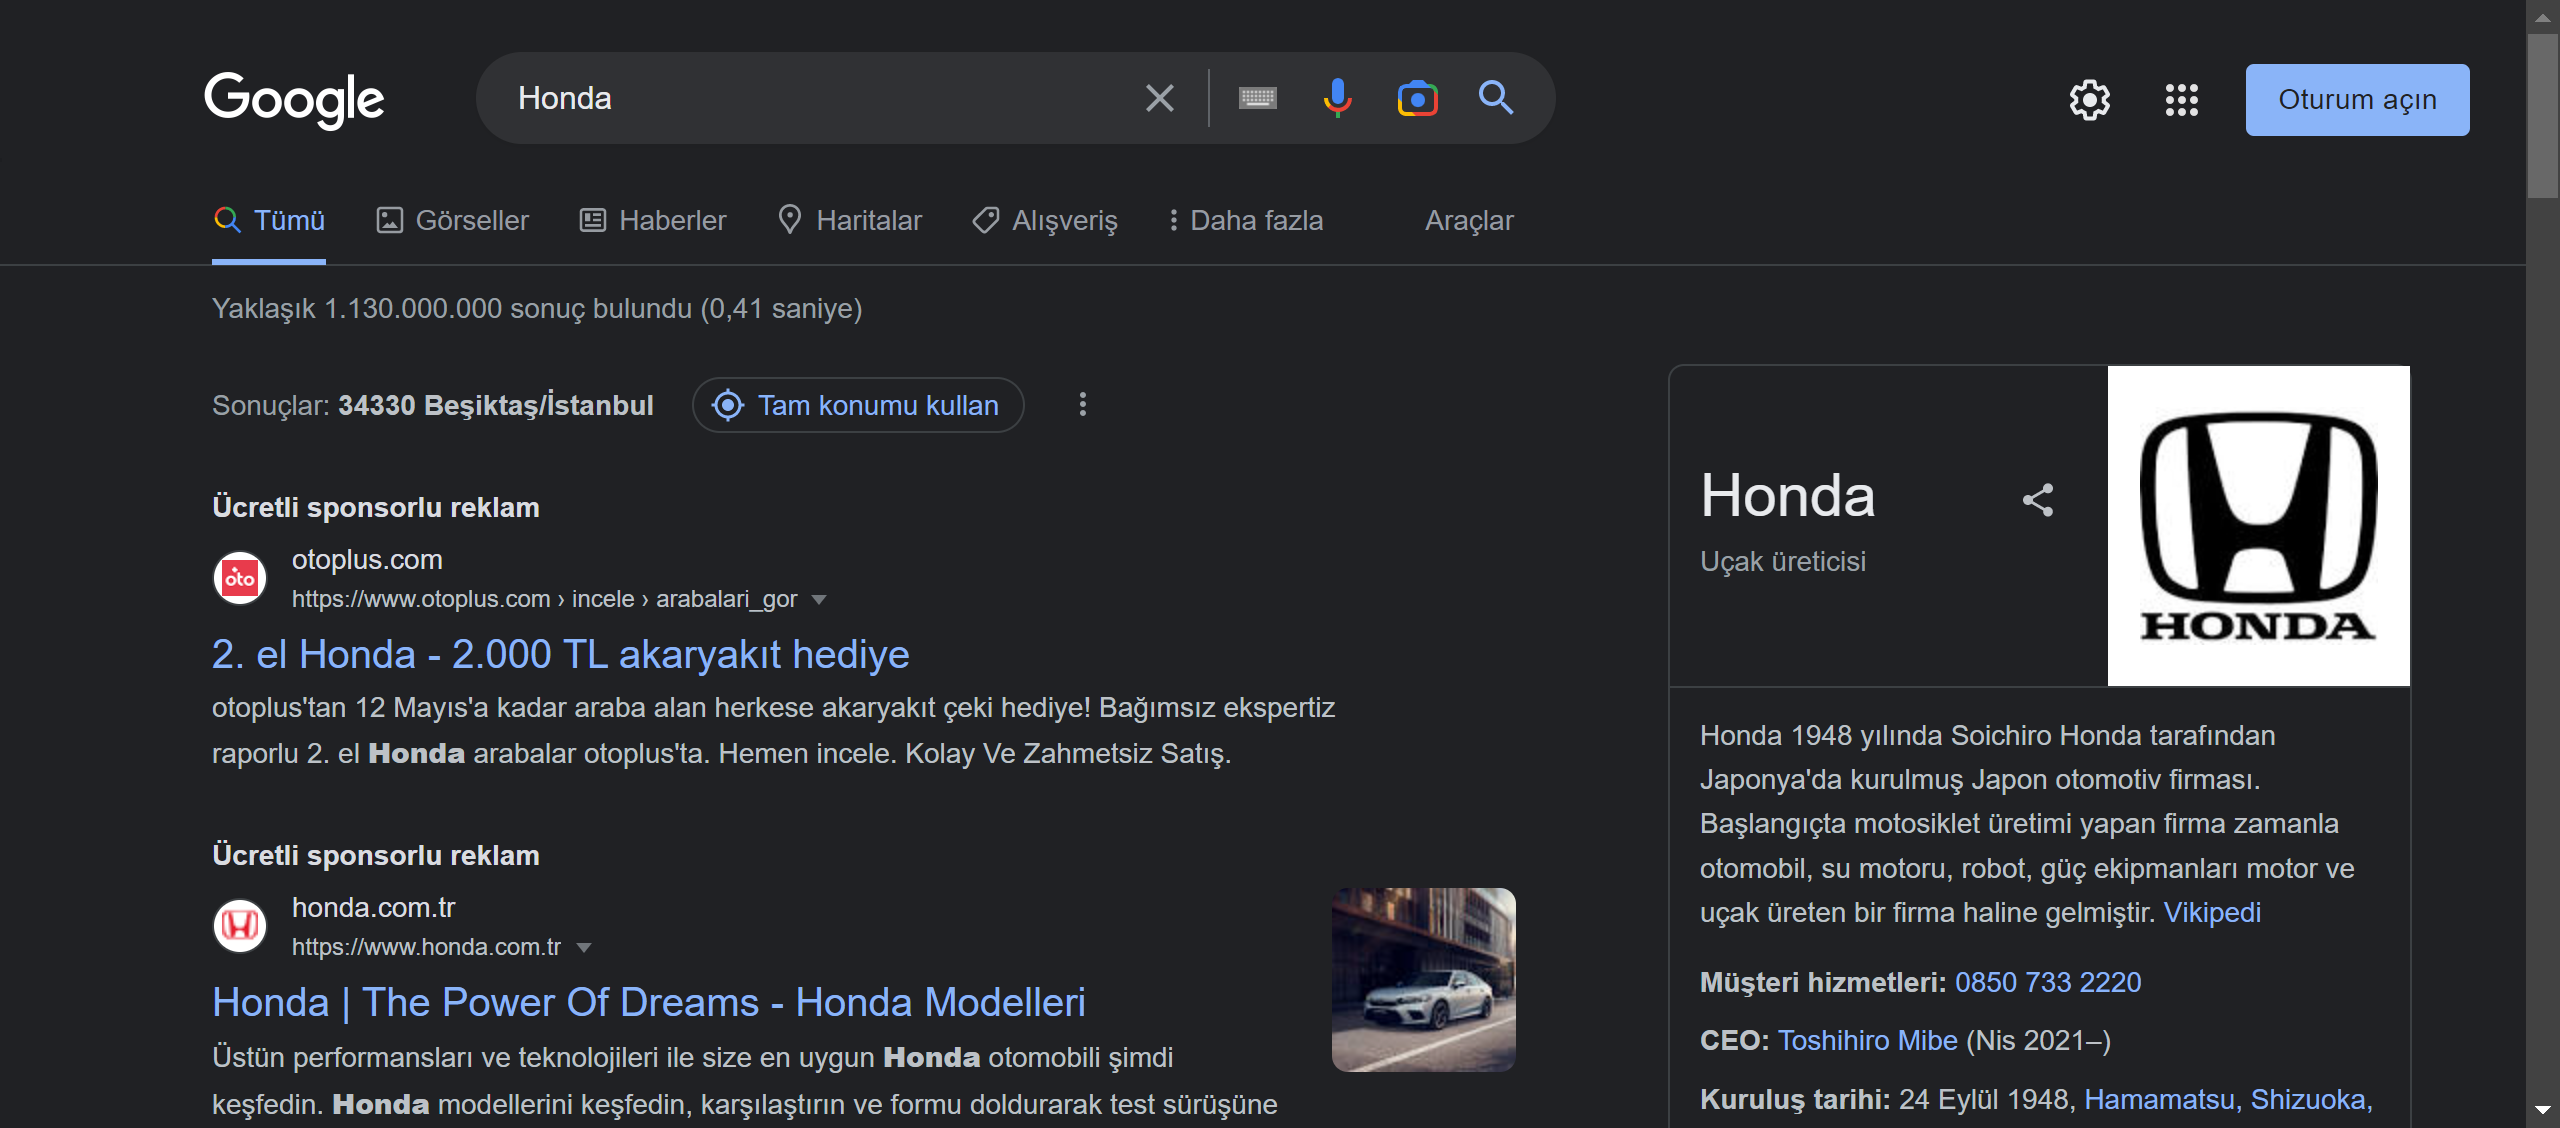 Google
Honda
Oturum açın
Tümü
Görseller
Haberler
Haritalar
Alışveriş
Daha fazla
Araçlar
Yaklaşık 1.130.000.000 sonuç bulundu (0,41 saniye)
Sonuçlar: 34330 Beşiktaş/İstanbul
Tam konumu kullan
Ücretli sponsorlu reklam
oto
otoplus.com
https://www.otoplus.com › incele › arabalari_gor
2. el Honda - 2.000 TL akaryakıt hediye
otoplus'tan 12 Mayıs'a kadar araba alan herkese akaryakıt çeki hediye! Bağımsız ekspertiz
raporlu 2. el Honda arabalar otoplus'ta. Hemen incele. Kolay Ve Zahmetsiz Satış.
Ücretli sponsorlu reklam
honda.com.tr
https://www.honda.com.tr
Honda | The Power Of Dreams - Honda Modelleri
Üstün performansları ve teknolojileri ile size en uygun Honda otomobili şimdi
keşfedin. Honda modellerini keşfedin, karşılaştırın ve formu doldurarak test sürüşüne
Honda
Uçak üreticisi
HONDA
Honda 1948 yılında Soichiro Honda tarafından
Japonya'da kurulmuş Japon otomotiv firması.
Başlangıçta motosiklet üretimi yapan firma zamanla
otomobil, su motoru, robot, güç ekipmanları motor ve
uçak üreten bir firma haline gelmiştir. Vikipedi
Müşteri hizmetleri: 0850 733 2220
CEO: Toshihiro Mibe (Nis 2021–)
Kuruluş tarihi: 24 Eylül 1948, Hamamatsu, Shizuoka,